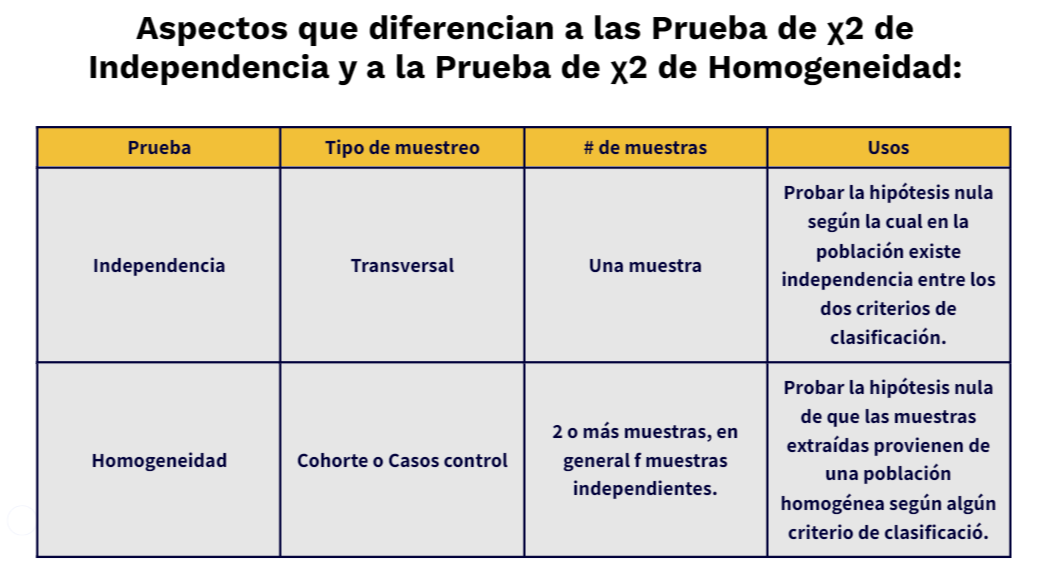 Aspectos que diferencian a las Prueba de χ2 de
Independencia y a la Prueba de χ2 de Homogeneidad:
Prueba
Tipo de muestreo
# de muestras
Usos
Independencia
Transversal
Una muestra
Probar la hipótesis nula
según la cual en la
población existe
independencia entre los
dos criterios de
clasificación.
Homogeneidad
Cohorte o Casos control
2 o más muestras, en
general f muestras
independientes.
Probar la hipótesis nula
de que las muestras
extraídas provienen de
una población
homogénea según algún
criterio de clasificació.